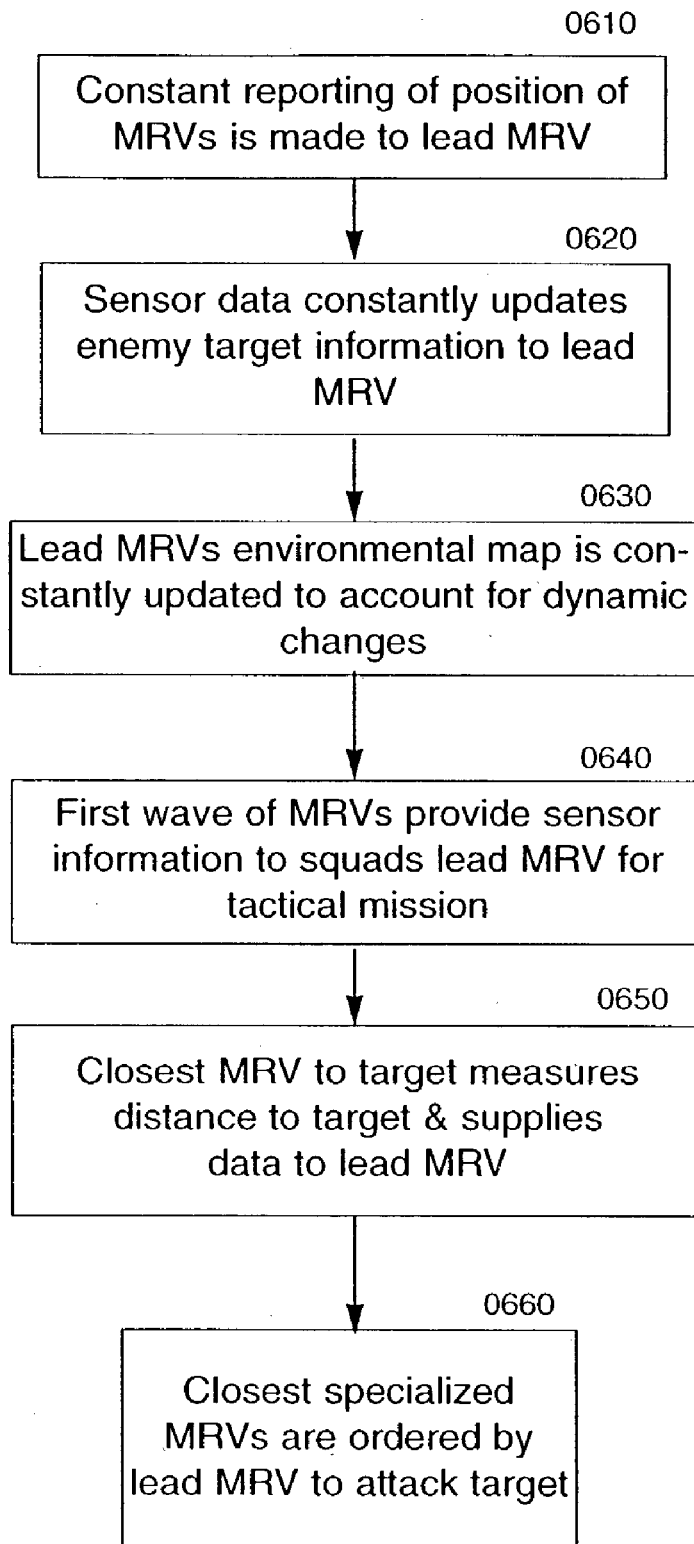 0610
Constant reporting of position of
MRVs is made to lead MRV
0620
Sensor data constantly updates
enemy target information to lead
MRV
0630
Lead MRVs environmental map is con-
stantly updated to account for dynamic
changes
0640
First wave of MRVs provide sensor
information to squads lead MRV for
tactical mission
0650
Closest MRV to target measures
distance to target & supplies
data to lead MRV
0660
Closest specialized
MRVs are ordered by
lead MRV to attack target